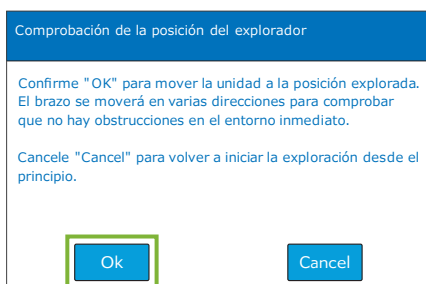 Comprobación de la posición del explorador
Confirme "OK" para mover la unidad a la posición explorada.
El brazo se moverá en varias direcciones para comprobar
que no hay obstrucciones en el entorno inmediato.
Cancele "Cancel" para volver a iniciar la exploración desde el
principio.
Ok
Cancel